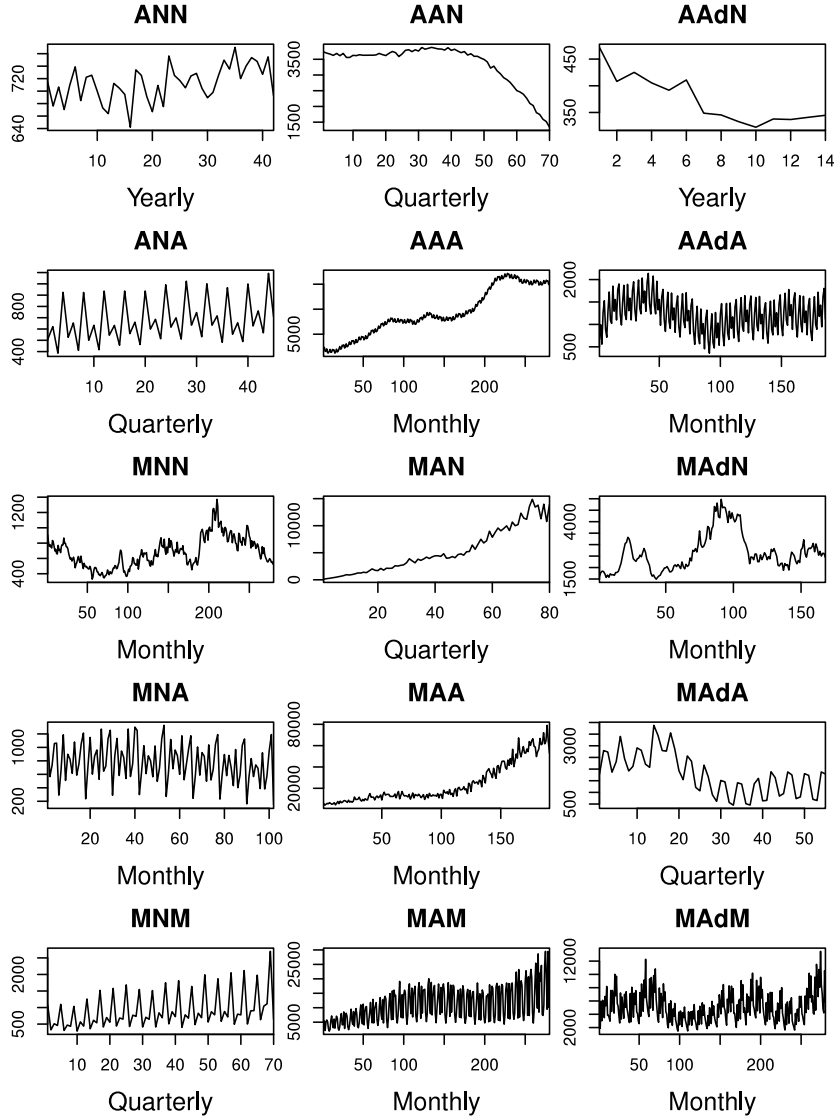 ANN AAN AAdN
640 720 1500 3500 350 450
10 20 30 40 10 20 30 40 50 60 70 2 4 6 8 10 12 14
Yearly Quarterly Yearly
ANA AAA AAdA
400 800 5000 500 2000
10 20 30 40 50 100 200 50 100 150
Quarterly Monthly Monthly
MNN MAN MAdN
400 1200 0 10000 1500 4000
50 100 200 20 40 60 80 50 100 150
Monthly Quarterly Monthly
MNA MAA MAdA
200 1000 20000 80000 500 3000
20 40 60 80 100 50 100 150 0 10 20 30 40 50
Monthly Monthly Quarterly
MNM MAM MAdM
500 2000 5000 25000 2000 12000
10 20 30 40 50 60 70 50 100 200 50 100 200
Quarterly Monthly Monthly